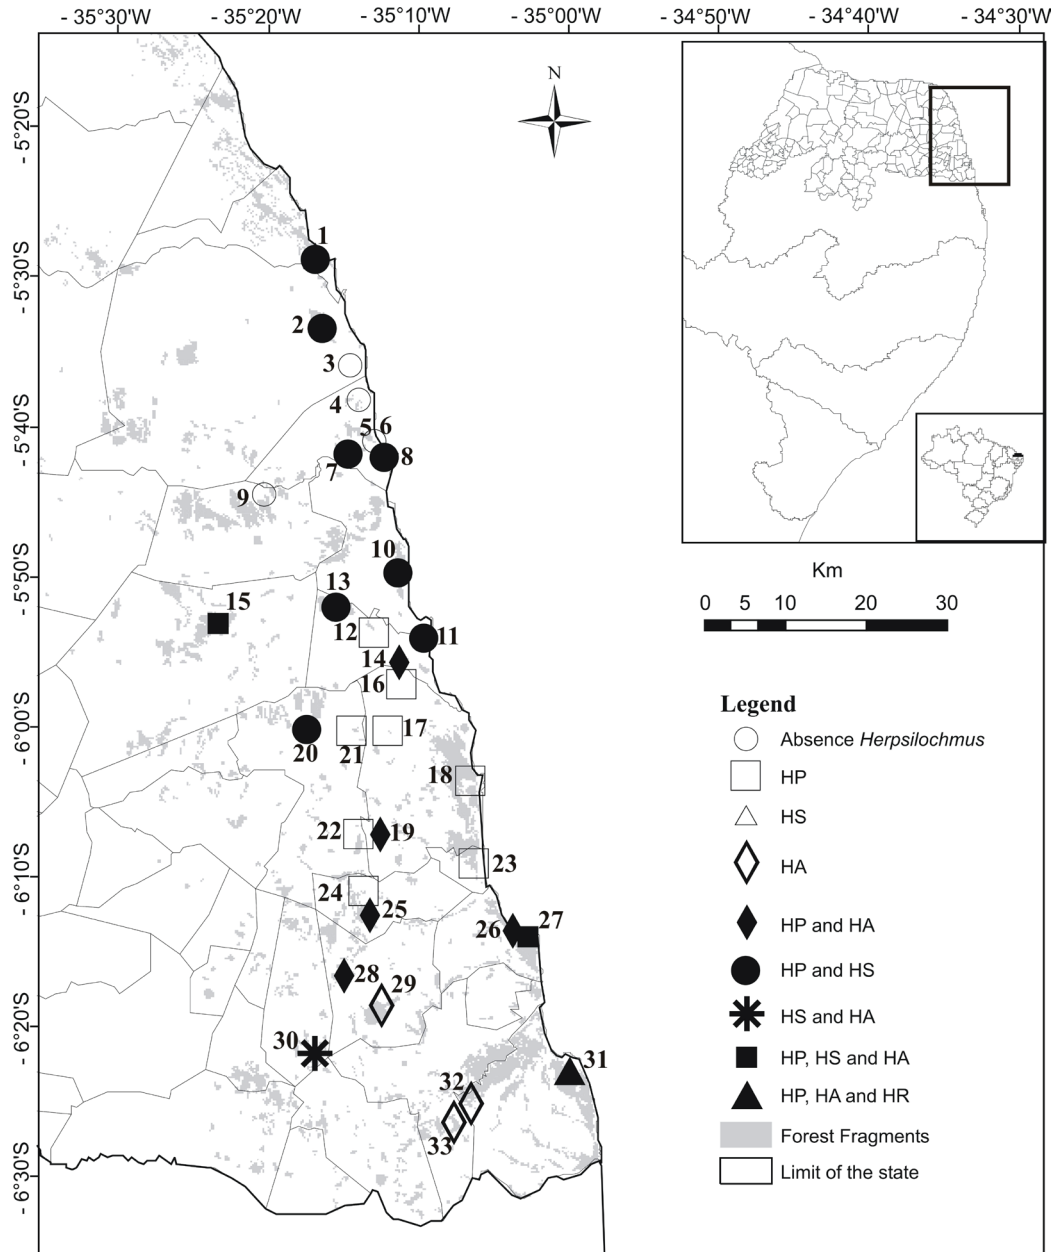 - 35°30'W - 35°20'W - 35°10'W - 35°00'W - 34°50'W - 34°40'W - 34°30'W
- 5°20'S
- 5°30'S
- 5°40'S
- 5°50'S
- 6°00'S
- 6°10'S
- 6°20'S
- 6°30'S
N
1
2
3
4
5 6
7
8
9
10
13
15
12
11
14
16
17
20
21
18
22
19
23
24
25
26
27
28
29
30
31
32
33
Km
0 5 10 20 30
Legend
Absence Herpsilochmus
HP
HS
HA
HP and HA
HP and HS
HS and HA
HP, HS and HA
HP, HA and HR
Forest Fragments
Limit of the state